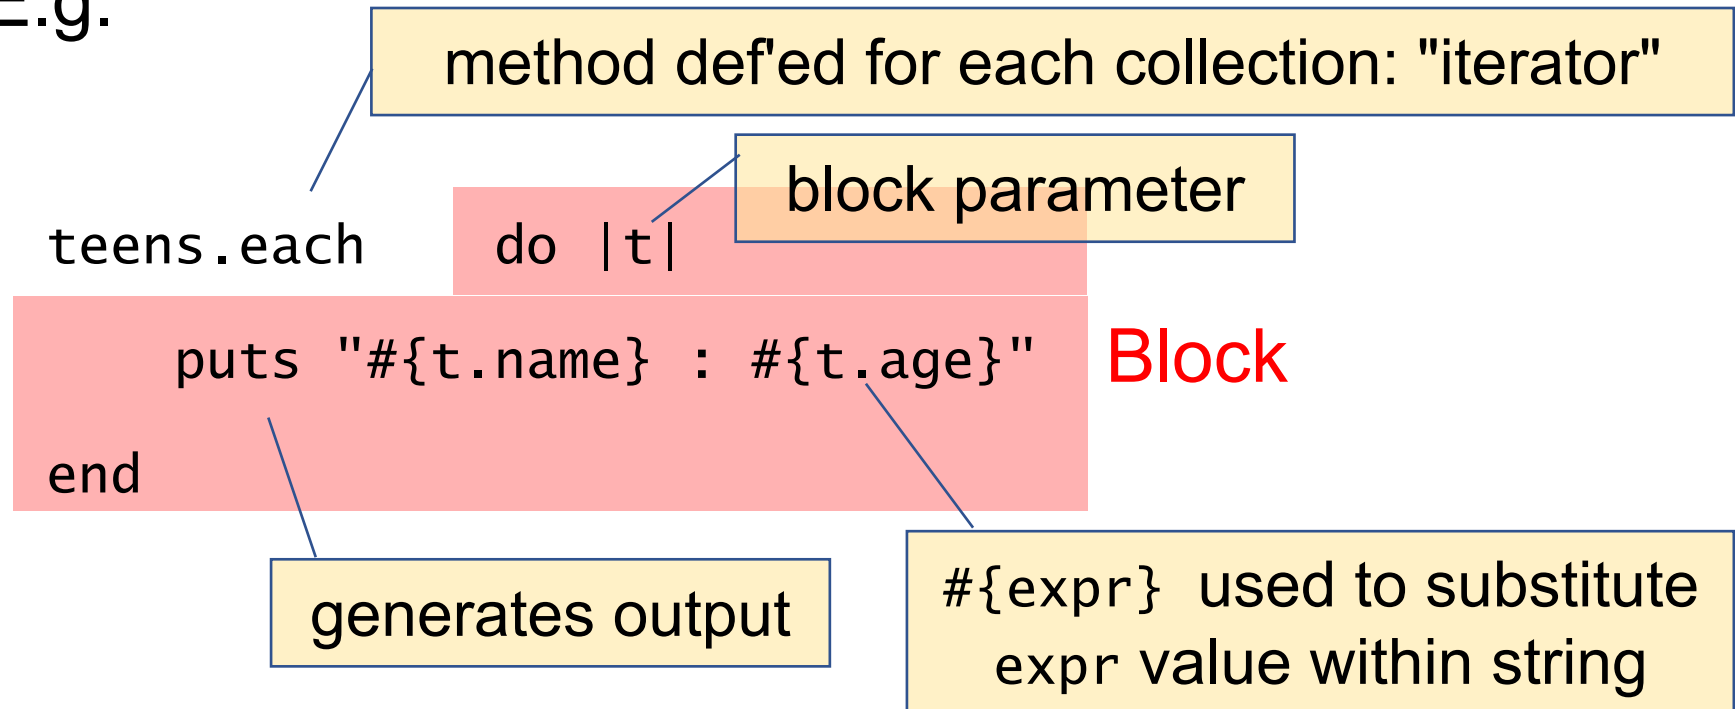 E.g.
method def'ed for each collection: "iterator"
block parameter
teens.each do |t|
puts "#{t.name} : #{t.age}"
Block
end
generates output
#{expr} used to substitute
expr value within string